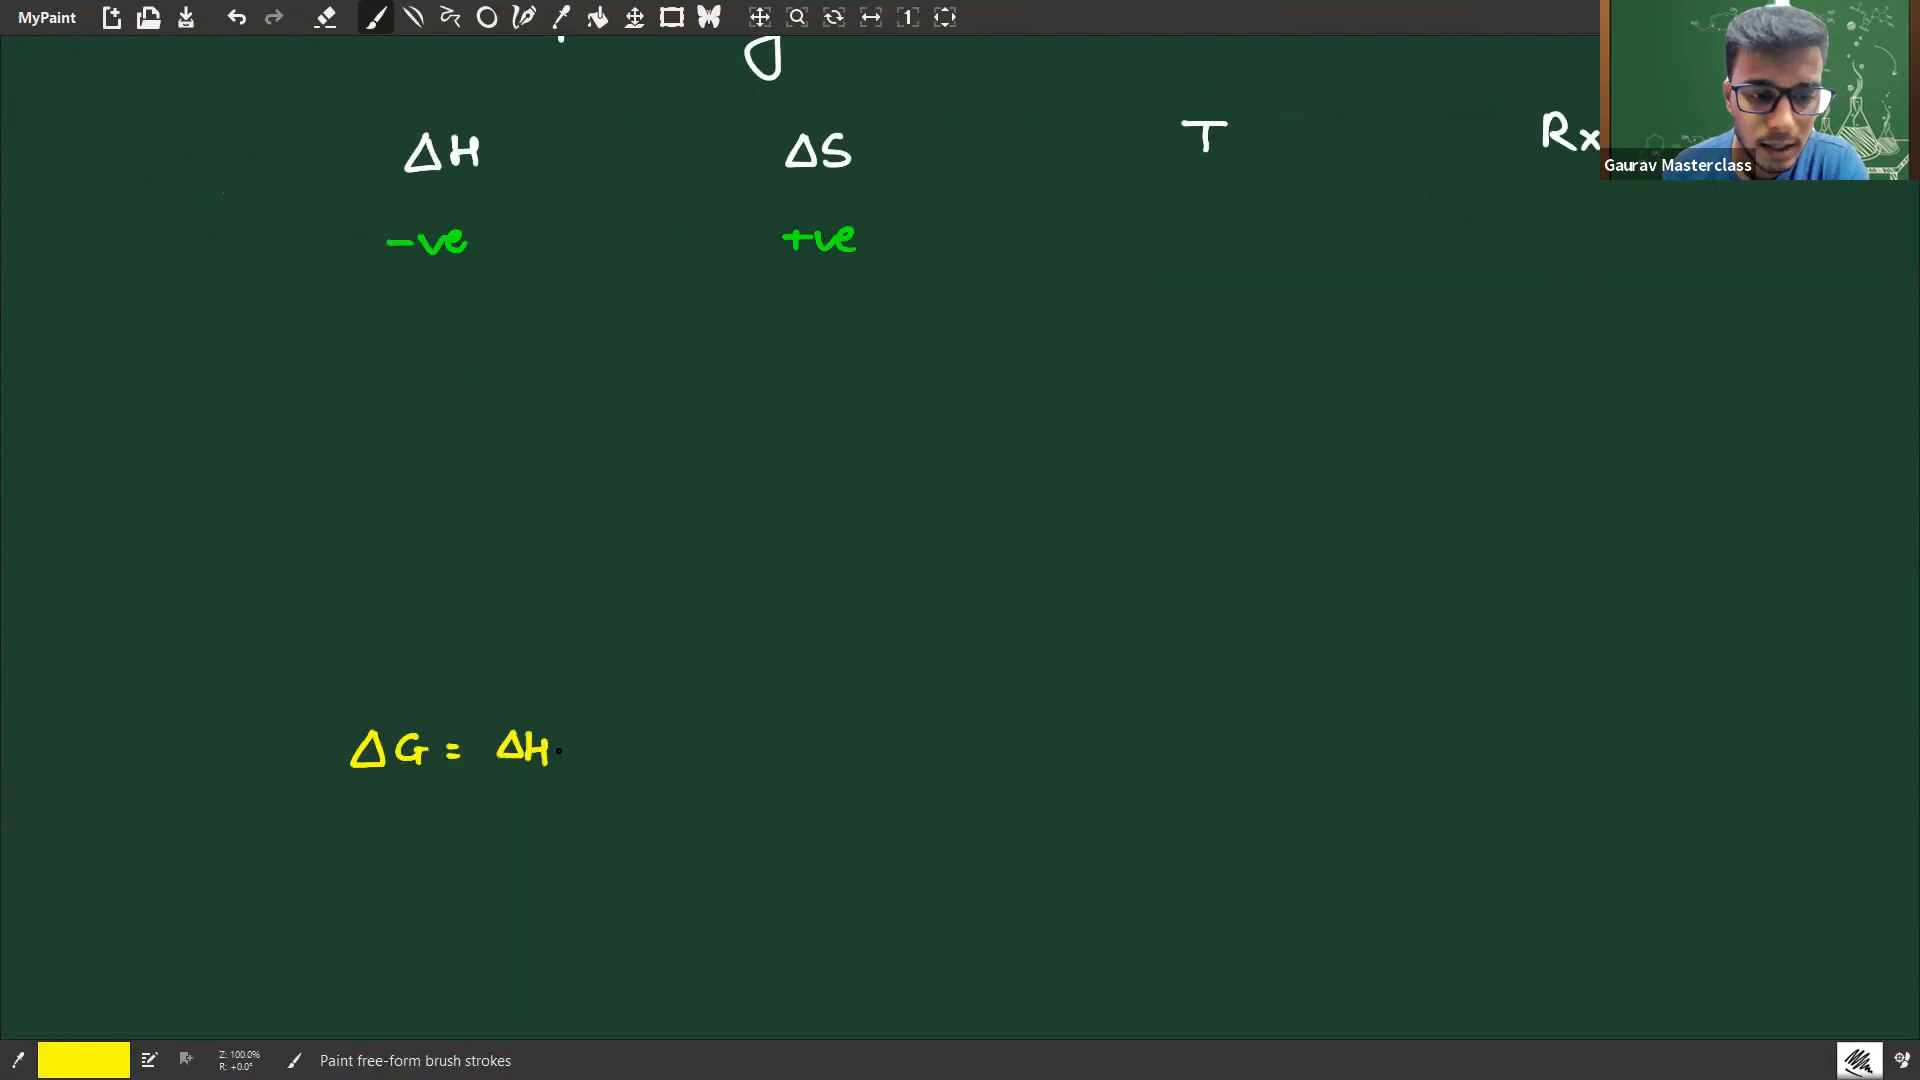 MyPaint
ΔH ΔS T Rx
Gaurav Masterclass
-ve +ve
ΔG = ΔH
Z: 100.0%
R: +0.0°
Paint free-form brush strokes